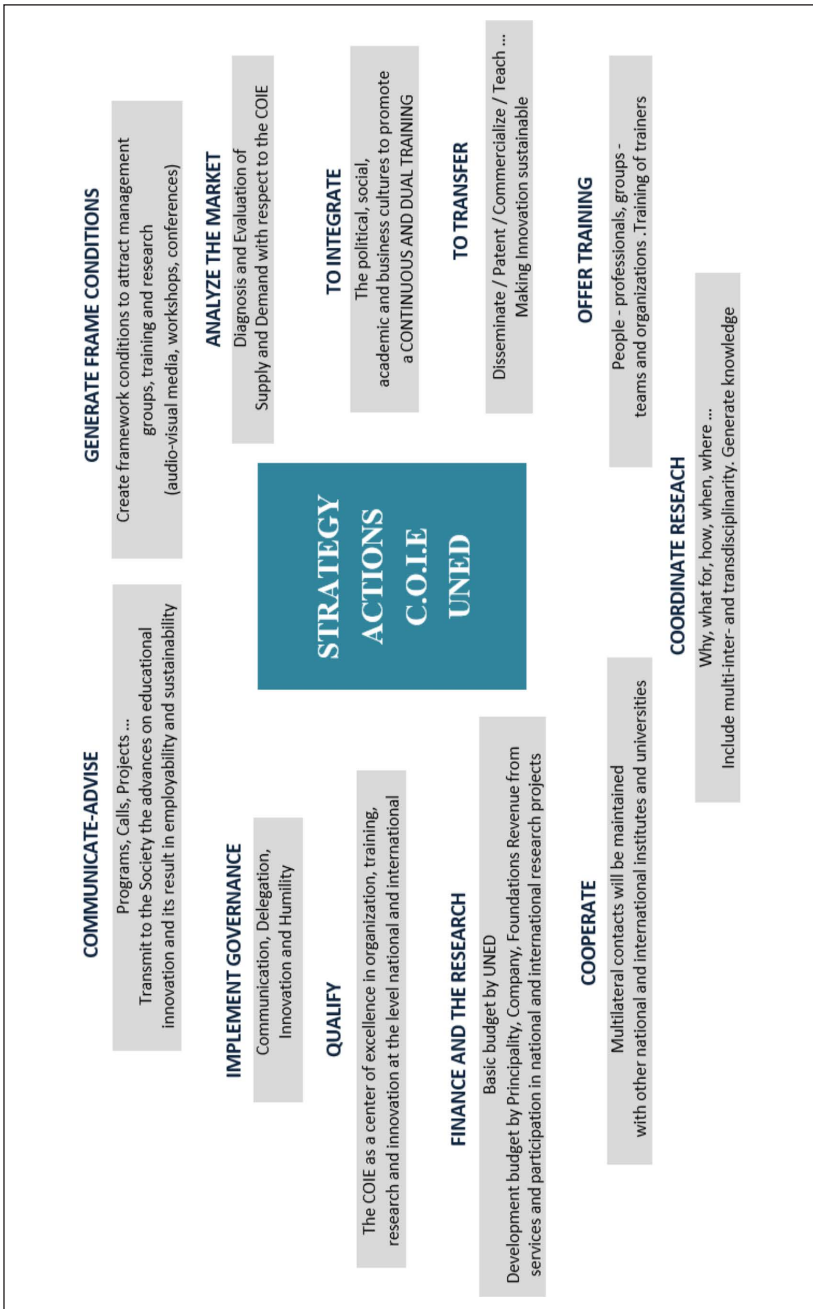 COMMUNICATE-ADVISE
Programs, Calls, Projects ...
Transmit to the Society the advances on educational
innovation and its result in employability and sustainability
GENERATE FRAME CONDITIONS
Create framework conditions to attract management
groups, training and research
(audio-visual media, workshops, conferences)
IMPLEMENT GOVERNANCE
Communication, Delegation,
Innovation and Humility
ANALYZE THE MARKET
Diagnosis and Evaluation of
Supply and Demand with respect to the COIE
QUALIFY
The COIE as a center of excellence in organization, training,
research and innovation at the level national and international
STRATEGY
ACTIONS
C.O.I.E
UNED
TO INTEGRATE
The political, social,
academic and business cultures to promote
a CONTINUOUS AND DUAL TRAINING
FINANCE AND THE RESEARCH
Basic budget by UNED
Development budget by Principality, Company, Foundations Revenue from
services and participation in national and international research projects
TO TRANSFER
Disseminate / Patent / Commercialize / Teach ...
Making Innovation sustainable
COOPERATE
Multilateral contacts will be maintained
with other national and international institutes and universities
OFFER TRAINING
People - professionals, groups -
teams and organizations .Training of trainers
COORDINATE RESEACH
Why, what for, how, when, where ...
Include multi-inter- and transdisciplinarity. Generate knowledge